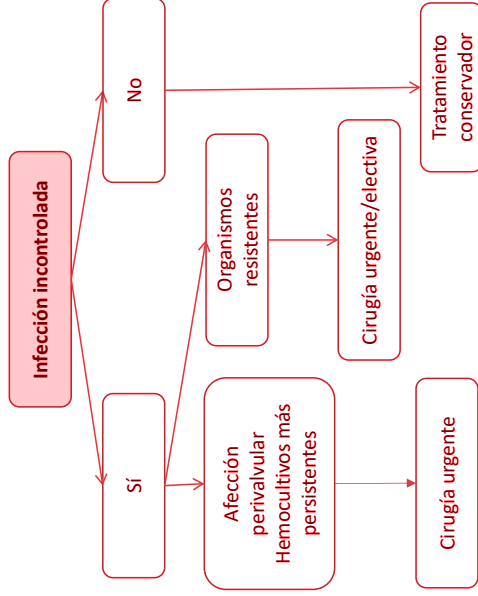 Infección incontrolada
Sí
No
Afección
perivalvular
Hemocultivos más
persistentes
Organismos
resistentes
Cirugía urgente
Cirugía urgente/electiva
Tratamiento
conservador